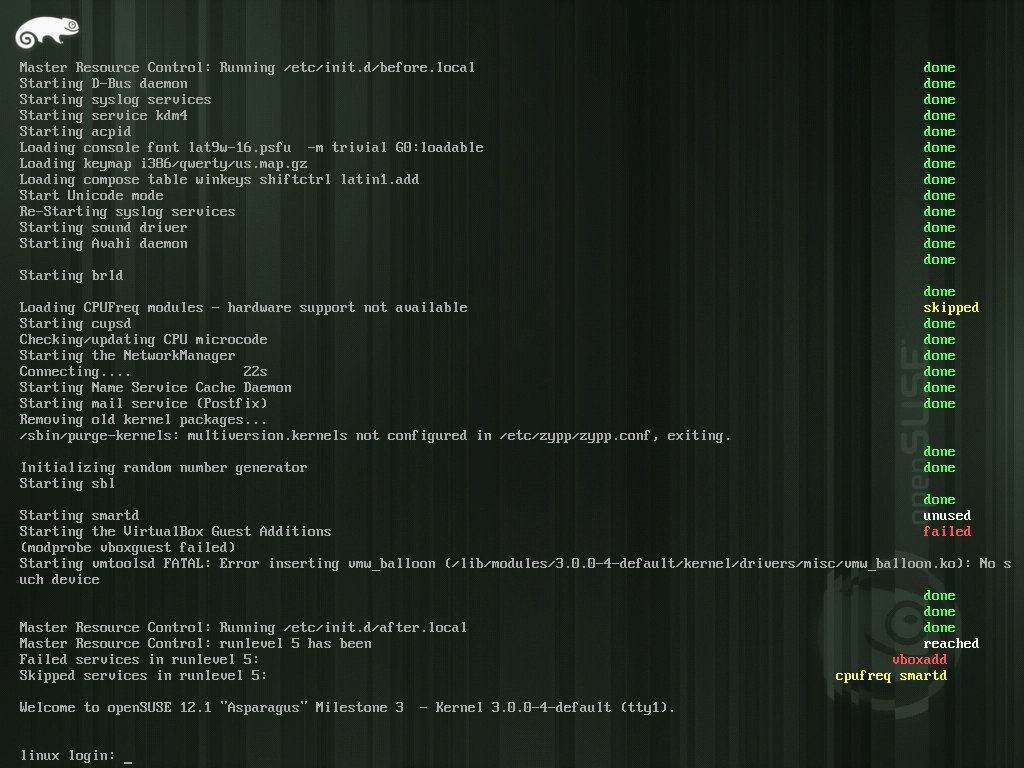 Master Resource Control: Running /etc/init.d/before.local done
Starting D-Bus daemon done
Starting syslog services done
Starting service kdm4 done
Starting acpid done
Loading console font lat9w-16.psfu  -m trivial G0:loadable done
Loading keymap i386/qwerty/us.map.gz done
Loading compose table winkeys shiftctrl latin1.add done
Start Unicode mode done
Re-Starting syslog services done
Starting sound driver done
Starting Avahi daemon done
done
Starting brld
done
Loading CPUFreq modules - hardware support not available skipped
Starting cupsd done
Checking/updating CPU microcode done
Starting the NetworkManager done
Connecting.... 22s done
Starting Name Service Cache Daemon done
Starting mail service (Postfix) done
Removing old kernel packages...
/sbin/purge-kernels: multiversion.kernels not configured in /etc/zypp/zypp.conf, exiting.
done
Initializing random number generator done
Starting sbl
done
Starting smartd unused
Starting the VirtualBox Guest Additions failed
(modprobe vboxguest failed)
Starting vmtoolsd FATAL: Error inserting vmw_balloon (/lib/modules/3.0.0-4-default/kernel/drivers/misc/vmw_balloon.ko): No s
uch device
done
done
Master Resource Control: Running /etc/init.d/after.local done
Master Resource Control: runlevel 5 has been reached
Failed services in runlevel 5: vboxadd
Skipped services in runlevel 5: cpufreq smartd
Welcome to openSUSE 12.1 "Asparagus" Milestone 3  - Kernel 3.0.0-4-default (tty1).
linux login: _
openSUSE